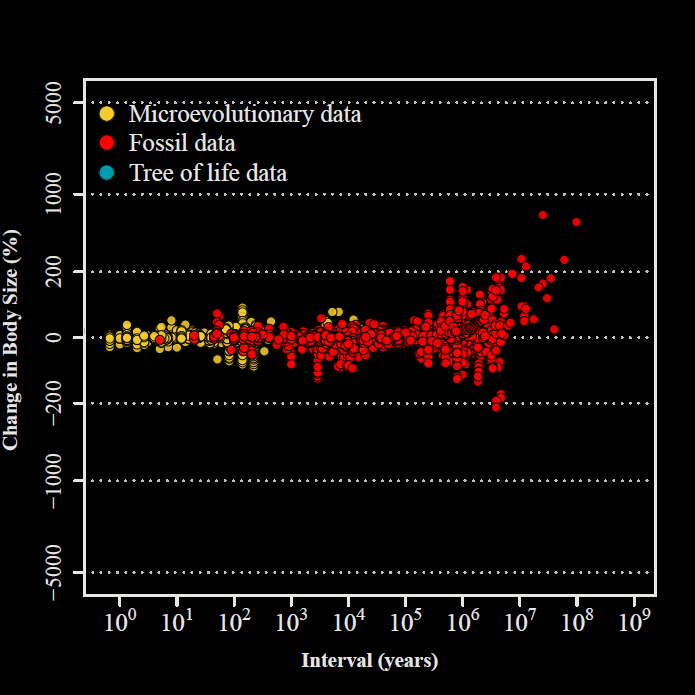 Microevolutionary data
Fossil data
Tree of life data
5000
1000
200
0
−200
−1000
−5000
Change in Body Size (%)
10⁰ 10¹ 10² 10³ 10⁴ 10⁵ 10⁶ 10⁷ 10⁸ 10⁹
Interval (years)